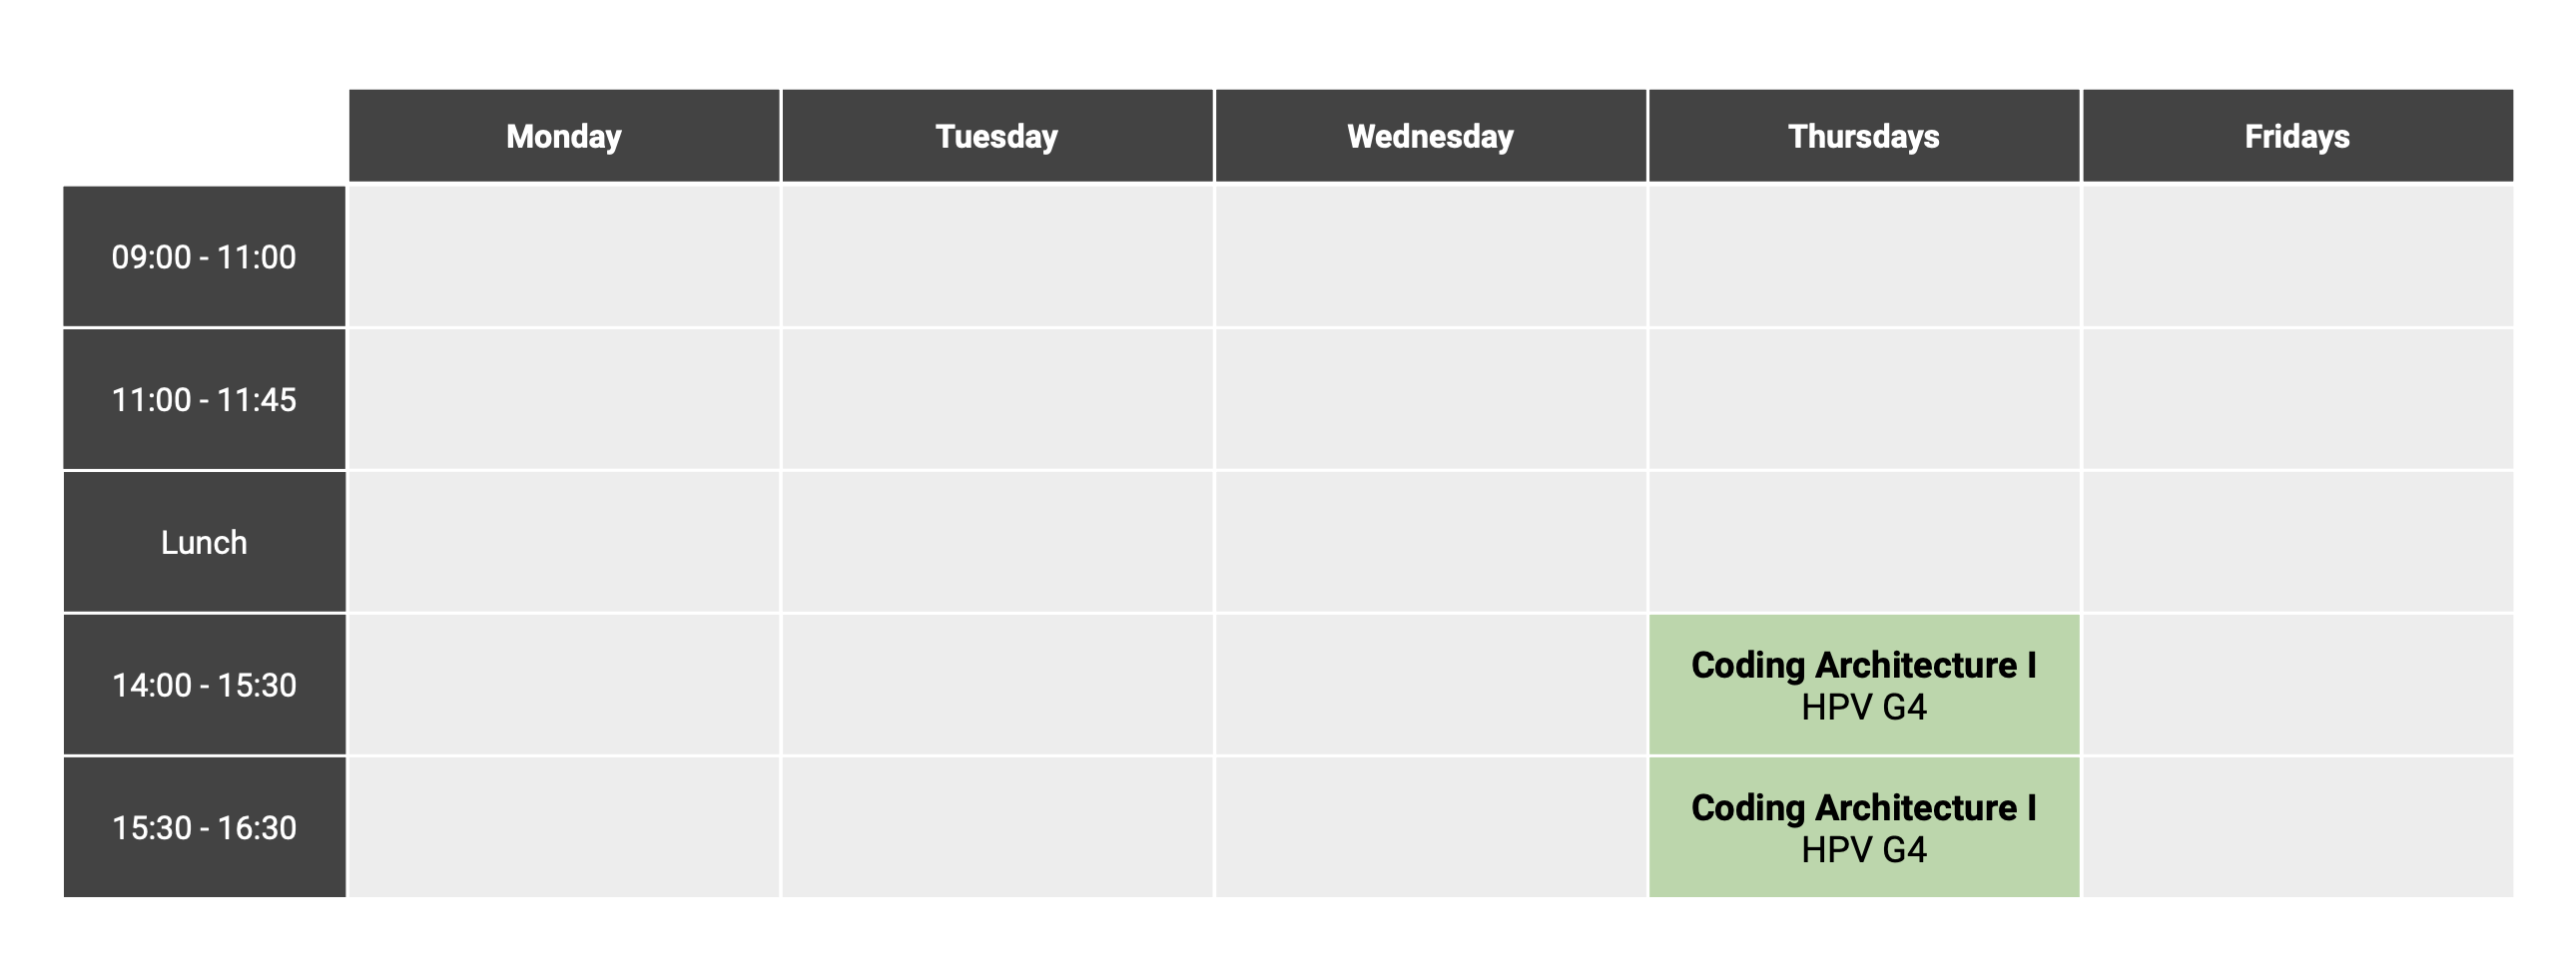 Monday Tuesday Wednesday Thursdays Fridays
09:00 - 11:00
11:00 - 11:45
Lunch
14:00 - 15:30
Coding Architecture I
HPV G4
15:30 - 16:30
Coding Architecture I
HPV G4